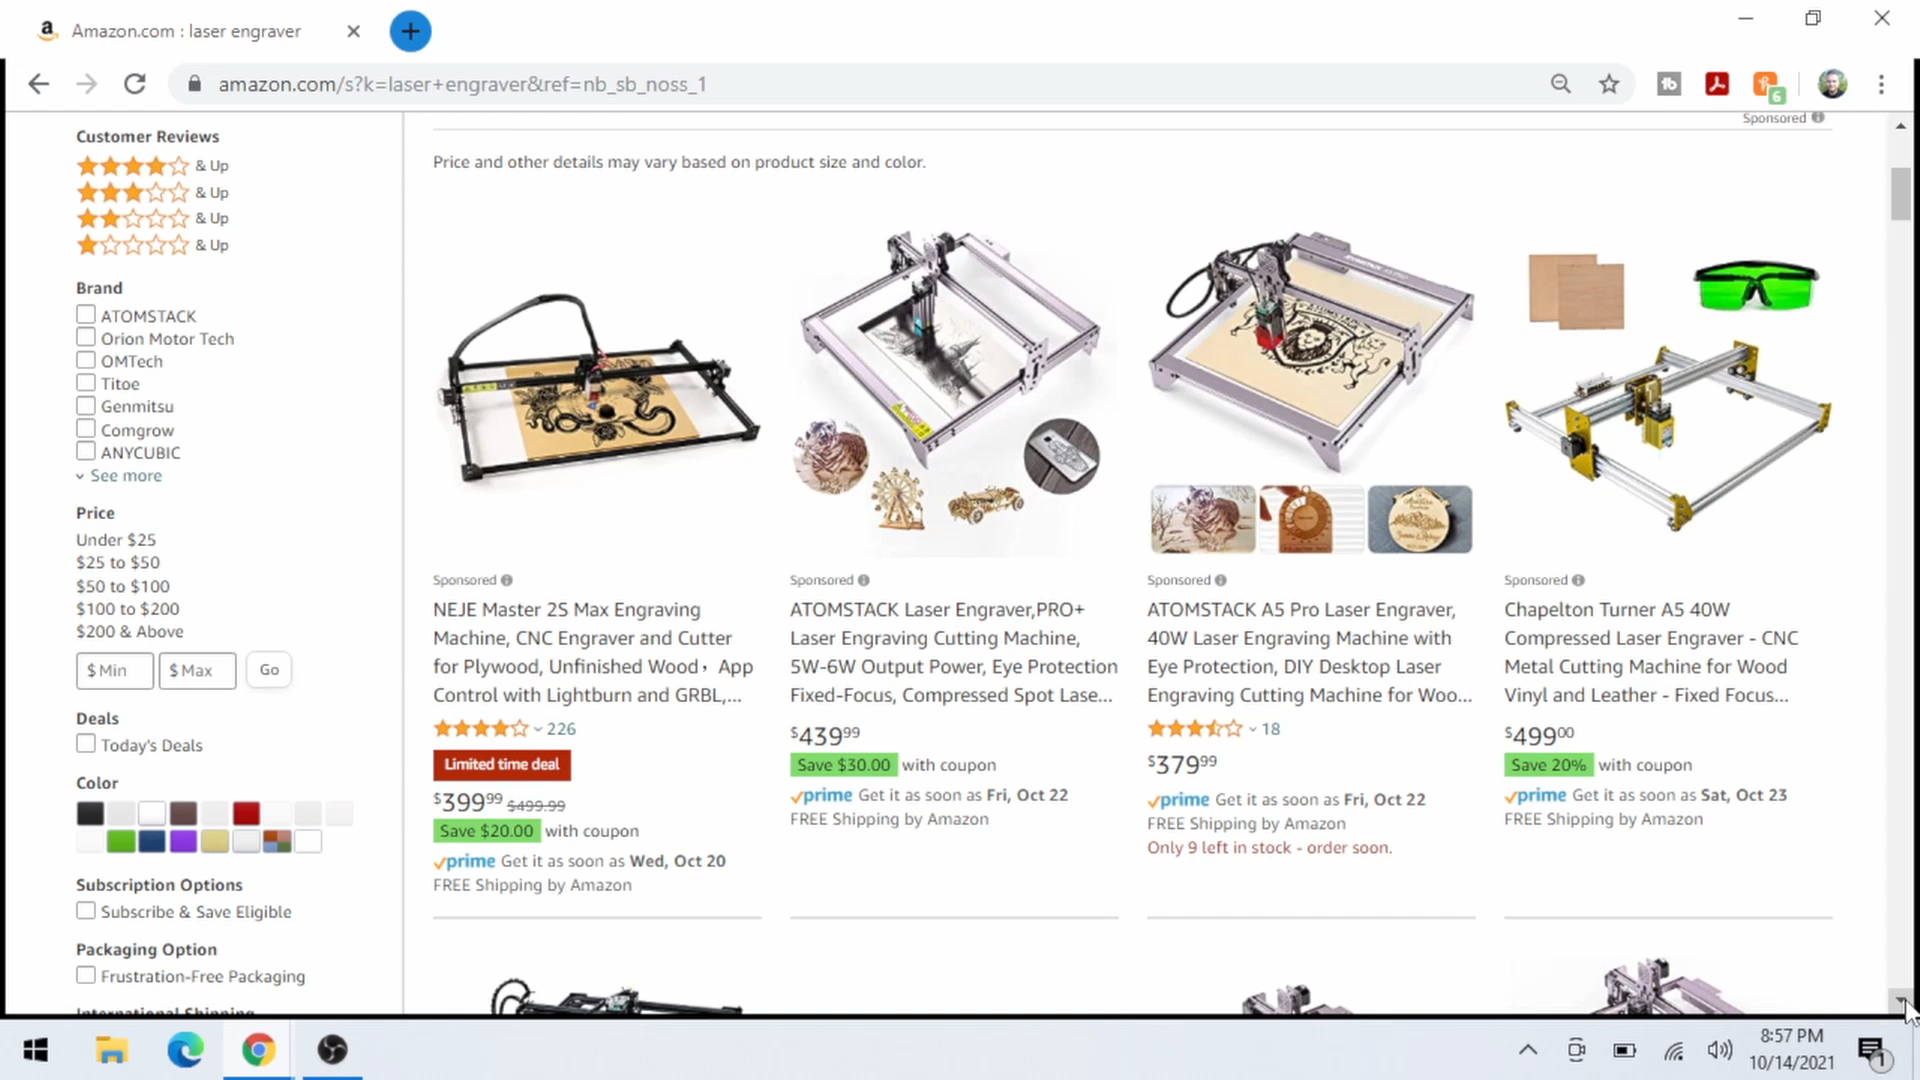 Amazon.com : laser engraver
amazon.com/s?k=laser+engraver&ref=nb_sb_noss_1
6
Sponsored
Customer Reviews
& Up
& Up
& Up
& Up
Brand
ATOMSTACK
Orion Motor Tech
OMTech
Titoe
Genmitsu
Comgrow
ANYCUBIC
See more
Price
Under $25
$25 to $50
$50 to $100
$100 to $200
$200 & Above
$ Min
$ Max
Go
Deals
Today's Deals
Color
Subscription Options
Subscribe & Save Eligible
Packaging Option
Frustration-Free Packaging
International Shipping
Price and other details may vary based on product size and color.
Sponsored
NEJE Master 2S Max Engraving
Machine, CNC Engraver and Cutter
for Plywood, Unfinished Wood，App
Control with Lightburn and GRBL,...
226
Limited time deal
$399.99 $499.99
Save $20.00 with coupon
prime Get it as soon as Wed, Oct 20
FREE Shipping by Amazon
Sponsored
ATOMSTACK Laser Engraver,PRO+
Laser Engraving Cutting Machine,
5W-6W Output Power, Eye Protection
Fixed-Focus, Compressed Spot Lase...
$439.99
Save $30.00 with coupon
prime Get it as soon as Fri, Oct 22
FREE Shipping by Amazon
Sponsored
ATOMSTACK A5 Pro Laser Engraver,
40W Laser Engraving Machine with
Eye Protection, DIY Desktop Laser
Engraving Cutting Machine for Woo...
18
$379.99
prime Get it as soon as Fri, Oct 22
FREE Shipping by Amazon
Only 9 left in stock - order soon.
Sponsored
Chapelton Turner A5 40W
Compressed Laser Engraver - CNC
Metal Cutting Machine for Wood
Vinyl and Leather - Fixed Focus...
$499.00
Save 20% with coupon
prime Get it as soon as Sat, Oct 23
FREE Shipping by Amazon
8:57 PM
10/14/2021
1